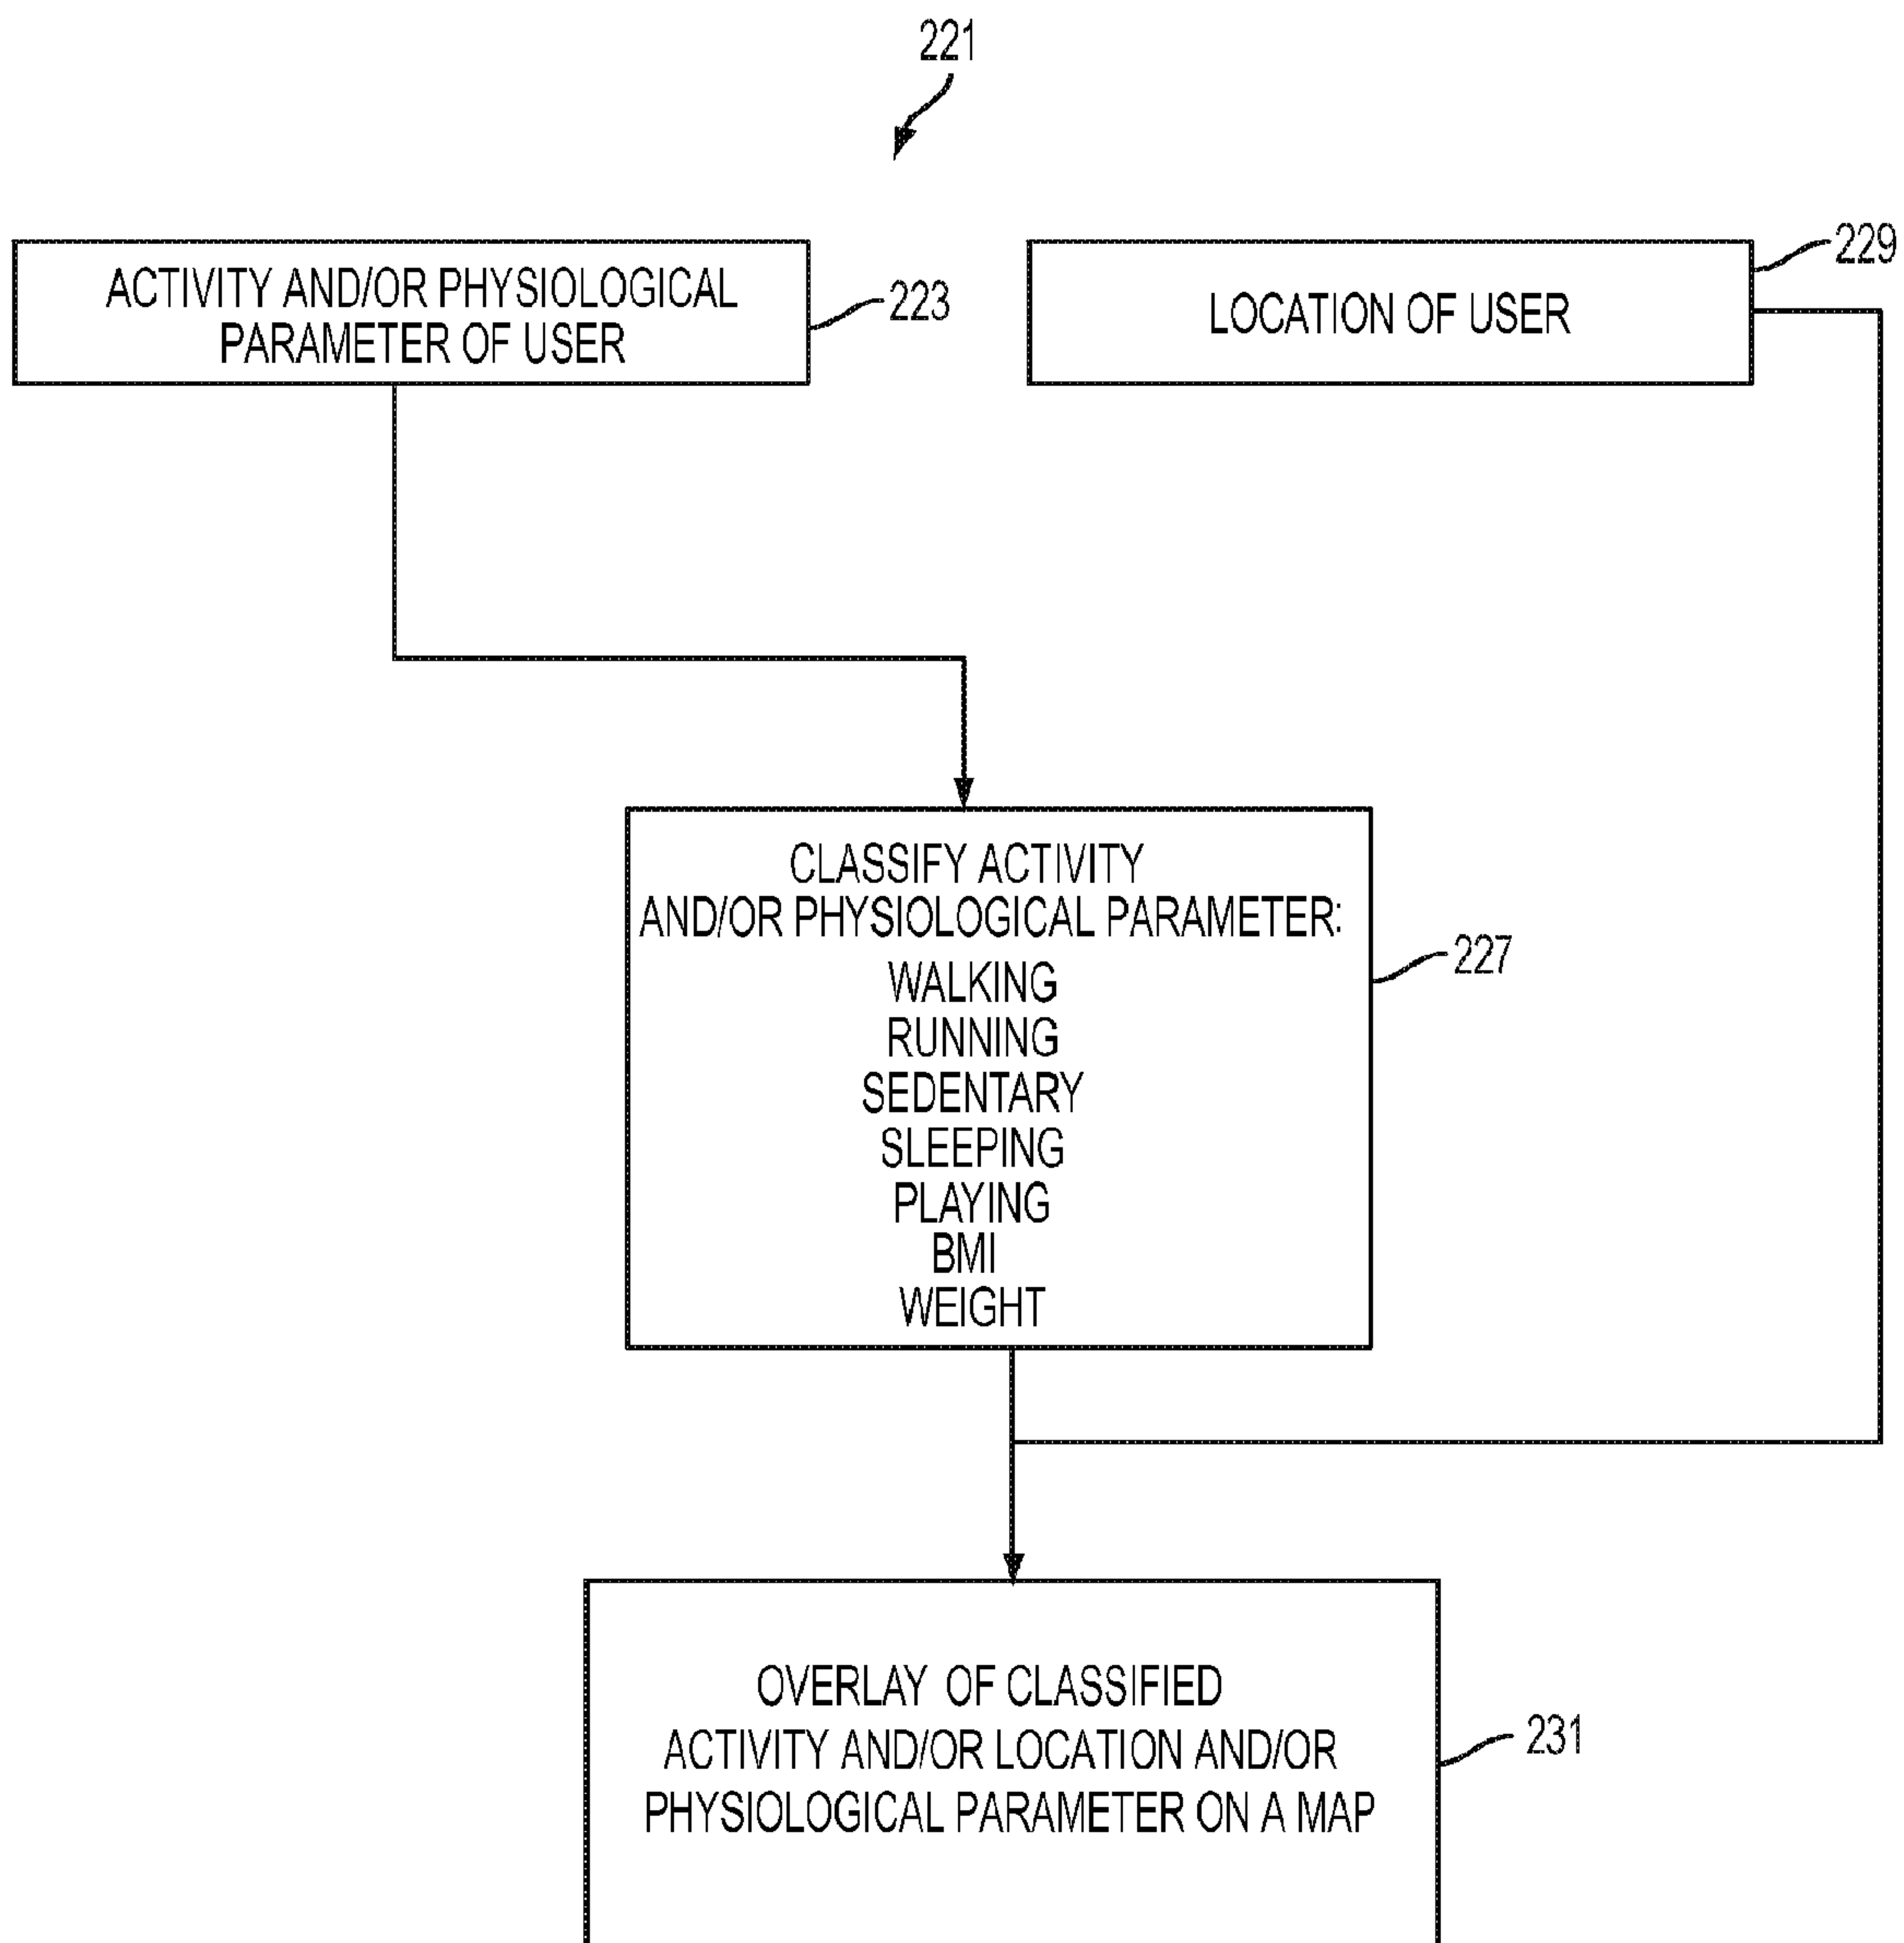 221
ACTIVITY AND/OR PHYSIOLOGICAL
PARAMETER OF USER
223
LOCATION OF USER
229
CLASSIFY ACTIVITY
AND/OR PHYSIOLOGICAL PARAMETER:
WALKING
RUNNING
SEDENTARY
SLEEPING
PLAYING
BMI
WEIGHT
227
OVERLAY OF CLASSIFIED
ACTIVITY AND/OR LOCATION AND/OR
PHYSIOLOGICAL PARAMETER ON A MAP
231